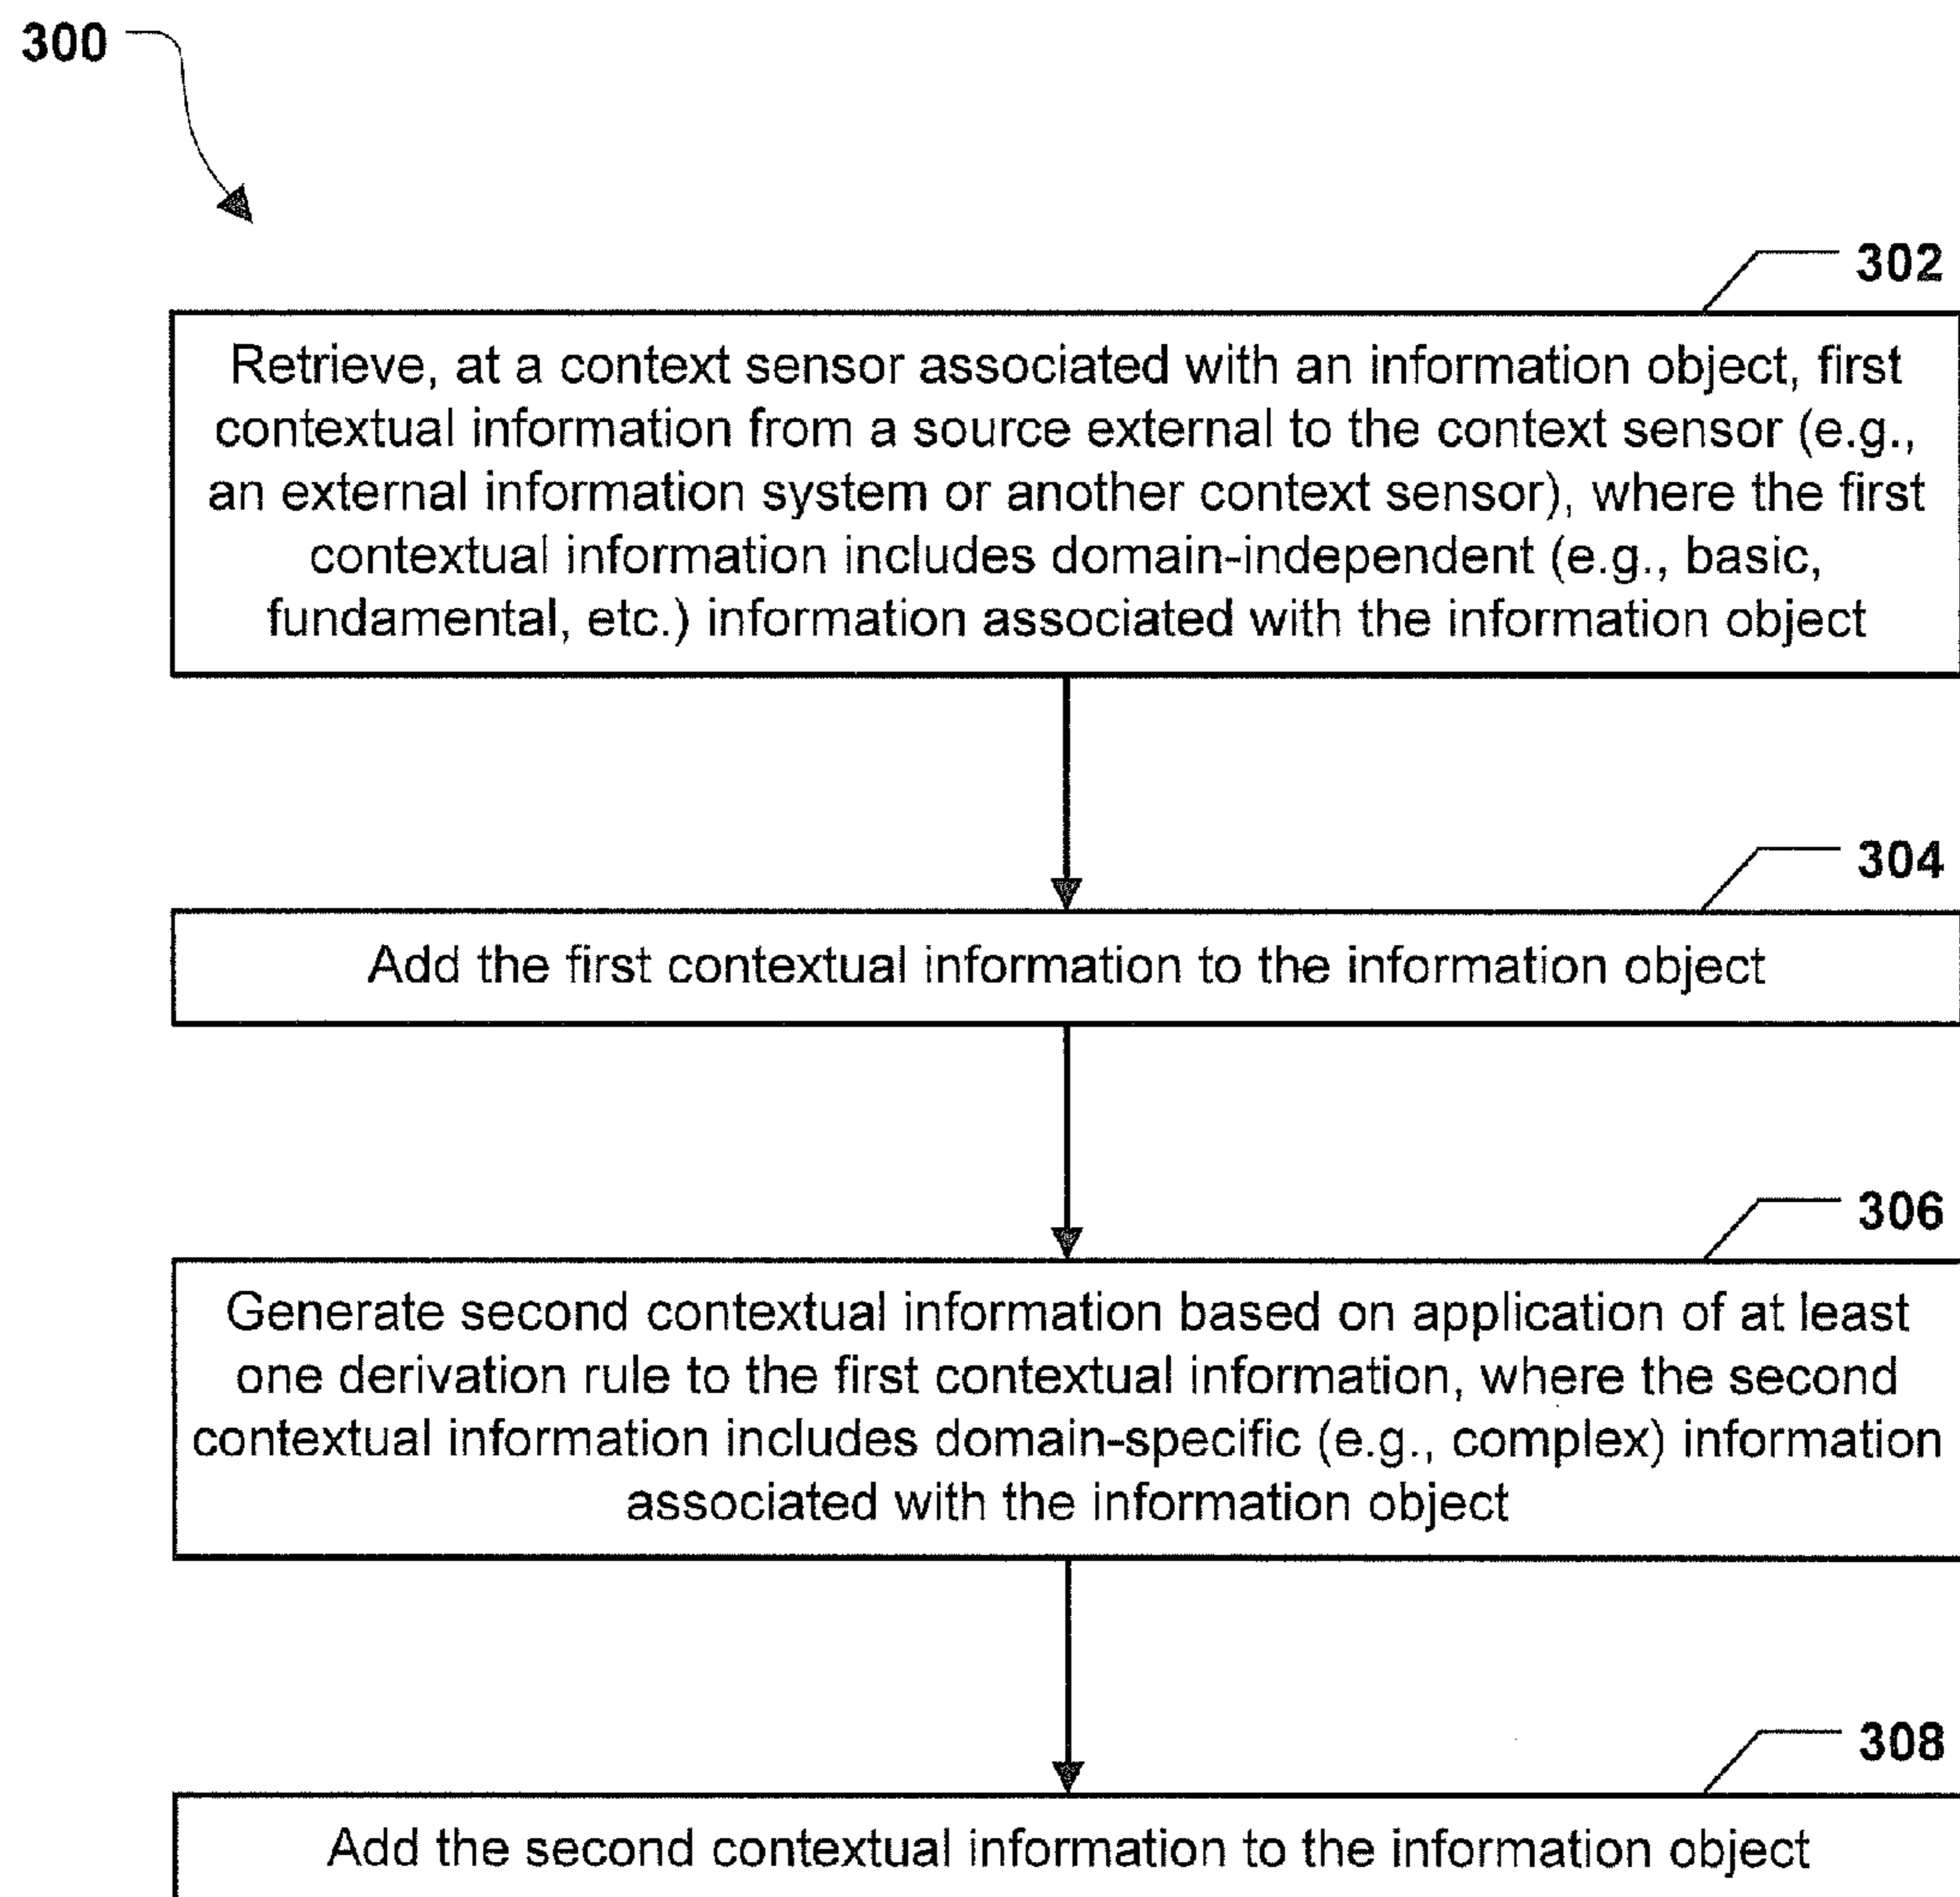 300
302
Retrieve, at a context sensor associated with an information object, first
contextual information from a source external to the context sensor (e.g.,
an external information system or another context sensor), where the first
contextual information includes domain-independent (e.g., basic,
fundamental, etc.) information associated with the information object
304
Add the first contextual information to the information object
306
Generate second contextual information based on application of at least
one derivation rule to the first contextual information, where the second
contextual information includes domain-specific (e.g., complex) information
associated with the information object
308
Add the second contextual information to the information object